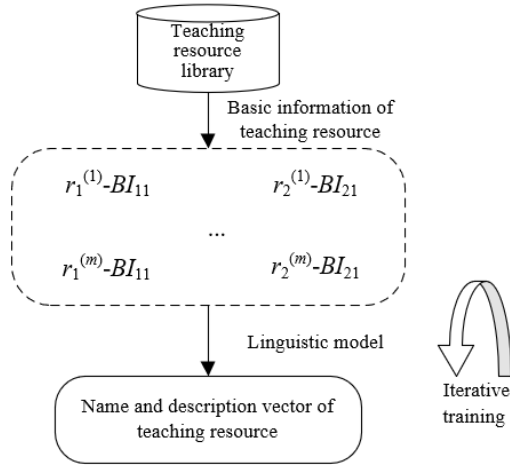 Teaching
resource
library
Basic information of
teaching resource
r₁⁽¹⁾-BI₁₁ r₂⁽¹⁾-BI₂₁
...
r₁⁽ᵐ⁾-BI₁₁ r₂⁽ᵐ⁾-BI₂₁
Linguistic model
Name and description vector of
teaching resource
Iterative
training